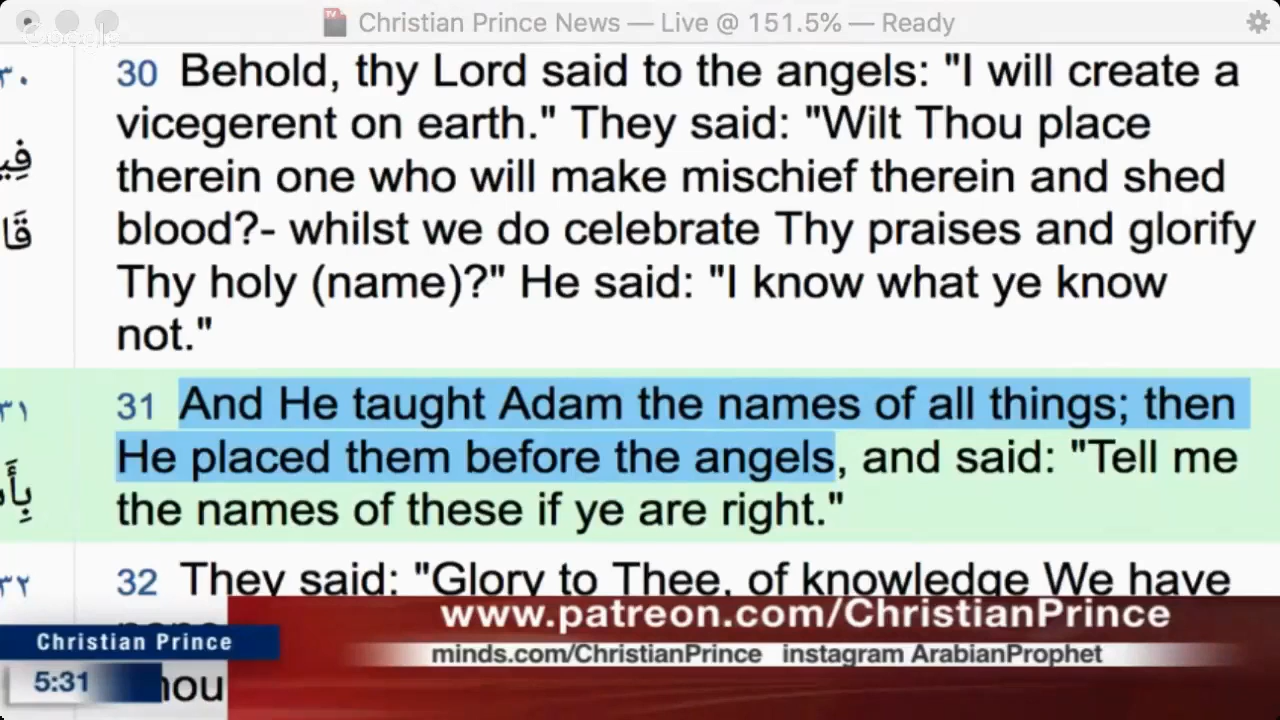 Christian Prince News — Live @ 151.5% — Ready
Google
٣٠
30 Behold, thy Lord said to the angels: "I will create a
vicegerent on earth." They said: "Wilt Thou place
therein one who will make mischief therein and shed
blood?- whilst we do celebrate Thy praises and glorify
Thy holy (name)?" He said: "I know what ye know
not."
٣١
31 And He taught Adam the names of all things; then
He placed them before the angels, and said: "Tell me
the names of these if ye are right."
٣٢
32 They said: "Glory to Thee, of knowledge We have
www.patreon.com/ChristianPrince
Christian Prince
minds.com/ChristianPrince instagram ArabianProphet
5:31